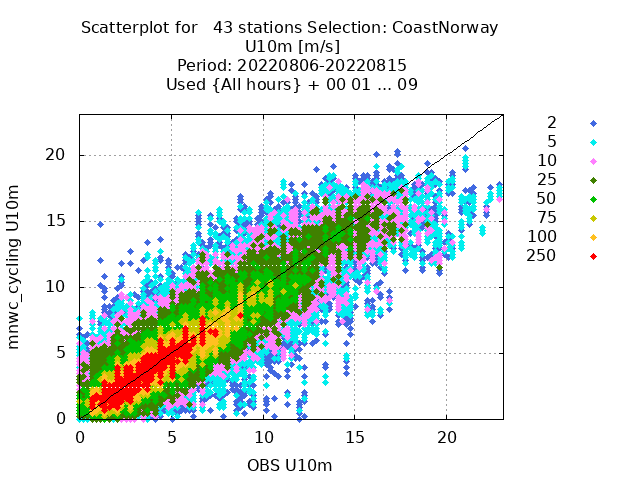 Scatterplot for 43 stations Selection: CoastNorway
U10m [m/s]
Period: 20220806-20220815
Used {All hours} + 00 01 ... 09
2
5
10
25
50
75
100
250
mnwc_cycling U10m
20
15
10
5
0
0 5 10 15 20
OBS U10m